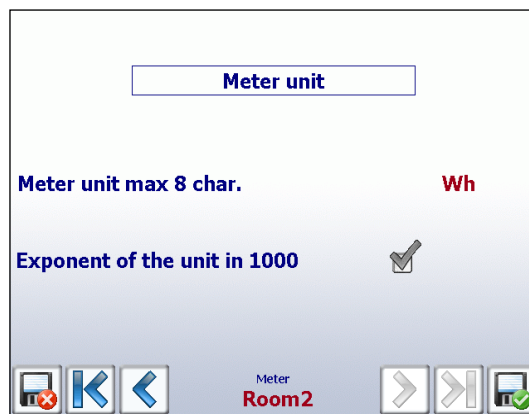 Meter unit
Meter unit max 8 char. Wh
Exponent of the unit in 1000
Meter
Room2